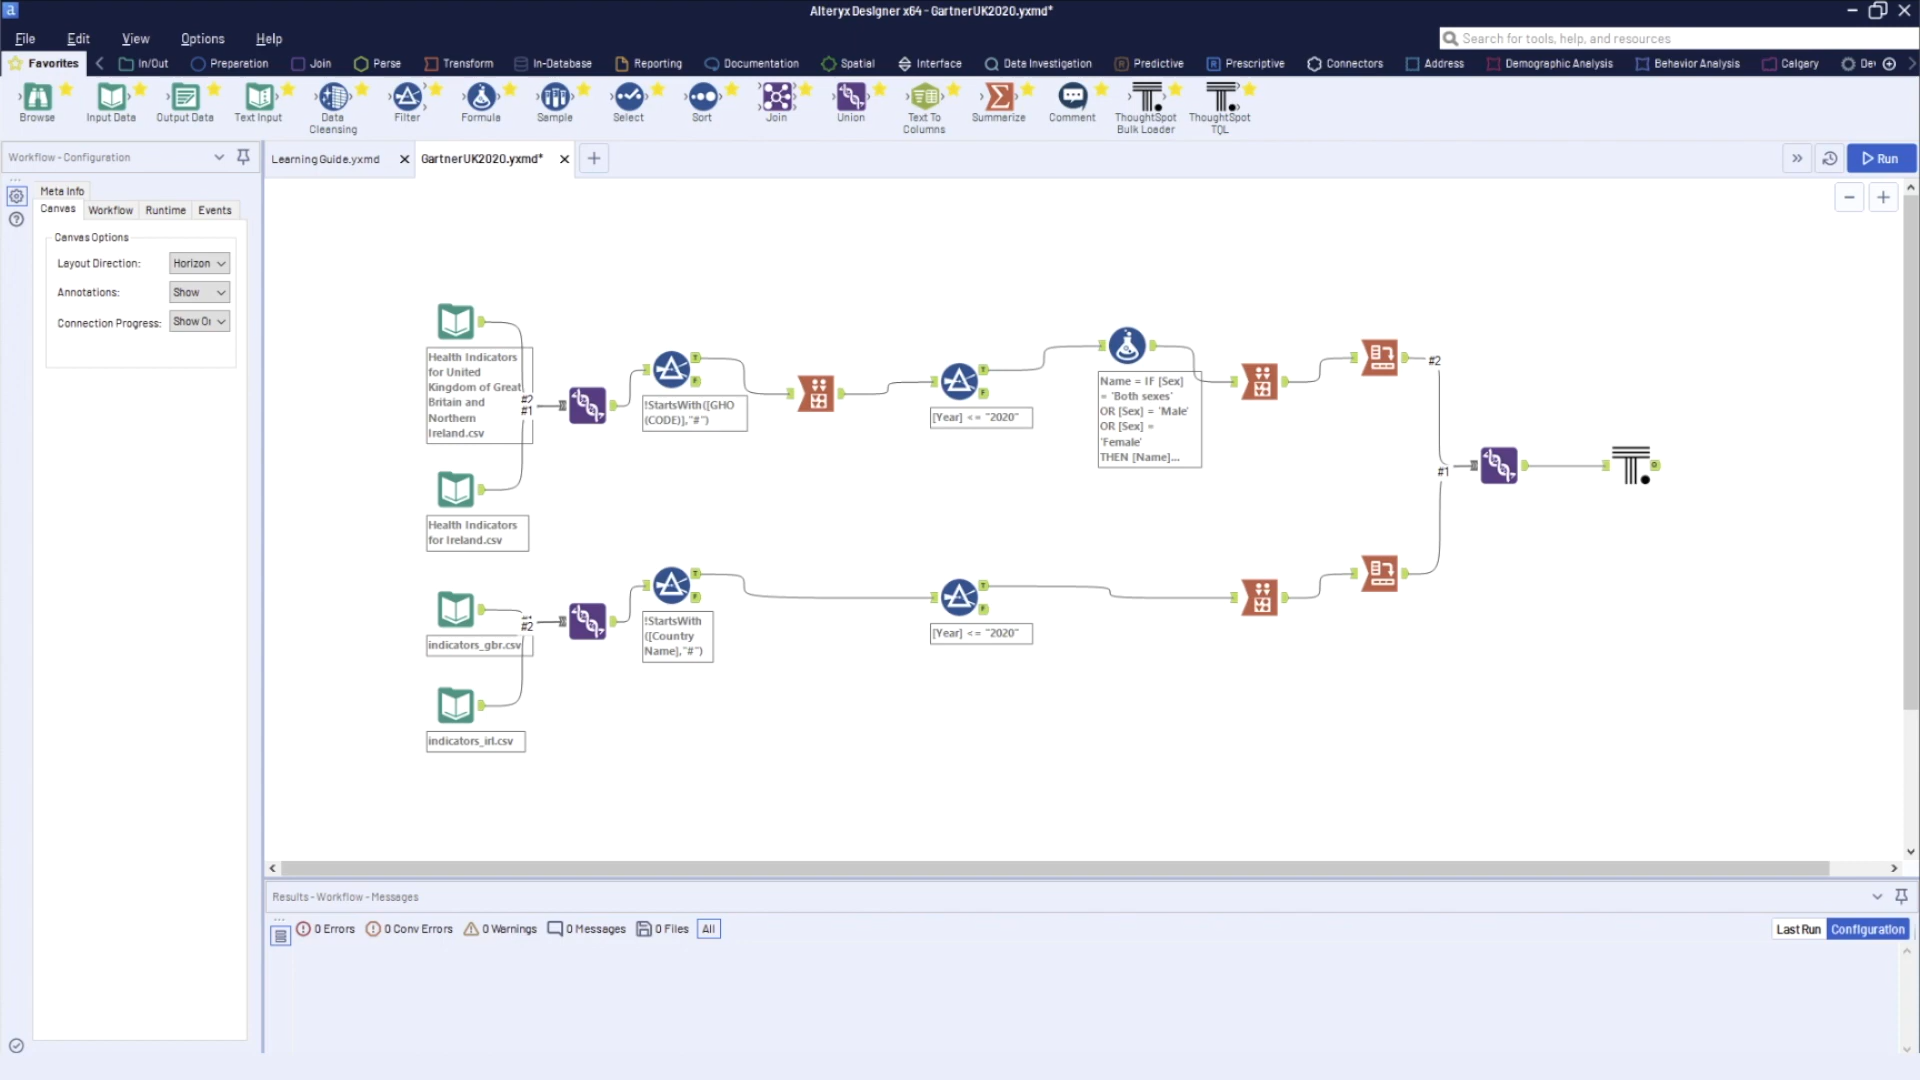 a
Alteryx Designer x64 - GartnerUK2020.yxmd*
File Edit View Options Help
Search for tools, help, and resources
Favorites In/Out Preparation Join Parse Transform In-Database Reporting Documentation Spatial Interface Data Investigation Predictive Prescriptive Connectors Address Demographic Analysis Behavior Analysis Calgary De
Browse Input Data Output Data Text Input Data Cleansing Filter Formula Sample Select Sort Join Union Text To Columns Summarize Comment ThoughtSpot Bulk Loader ThoughtSpot TQL
Workflow - Configuration
Learning Guide.yxmd
GartnerUK2020.yxmd*
Run
Meta Info
Canvas Workflow Runtime Events
Canvas Options
Layout Direction: Horizon
Annotations: Show
Connection Progress:
Health Indicators
for United
Kingdom of Great
Britain and
Northern
Ireland.csv
#2
#1
T
F
!StartsWith([GHO
(CODE)],"#")
T
F
[Year] <= "2020"
Name = IF [Sex]
= 'Both sexes'
OR [Sex] = 'Male'
OR [Sex] =
'Female'
THEN [Name]...
#2
#1
Health Indicators
for Ireland.csv
indicators_gbr.csv
#2
T
F
!StartsWith
([Country
Name],"#")
T
F
[Year] <= "2020"
indicators_irl.csv
Results - Workflow - Messages
0 Errors 0 Conv Errors 0 Warnings 0 Messages 0 Files All
Last Run Configuration